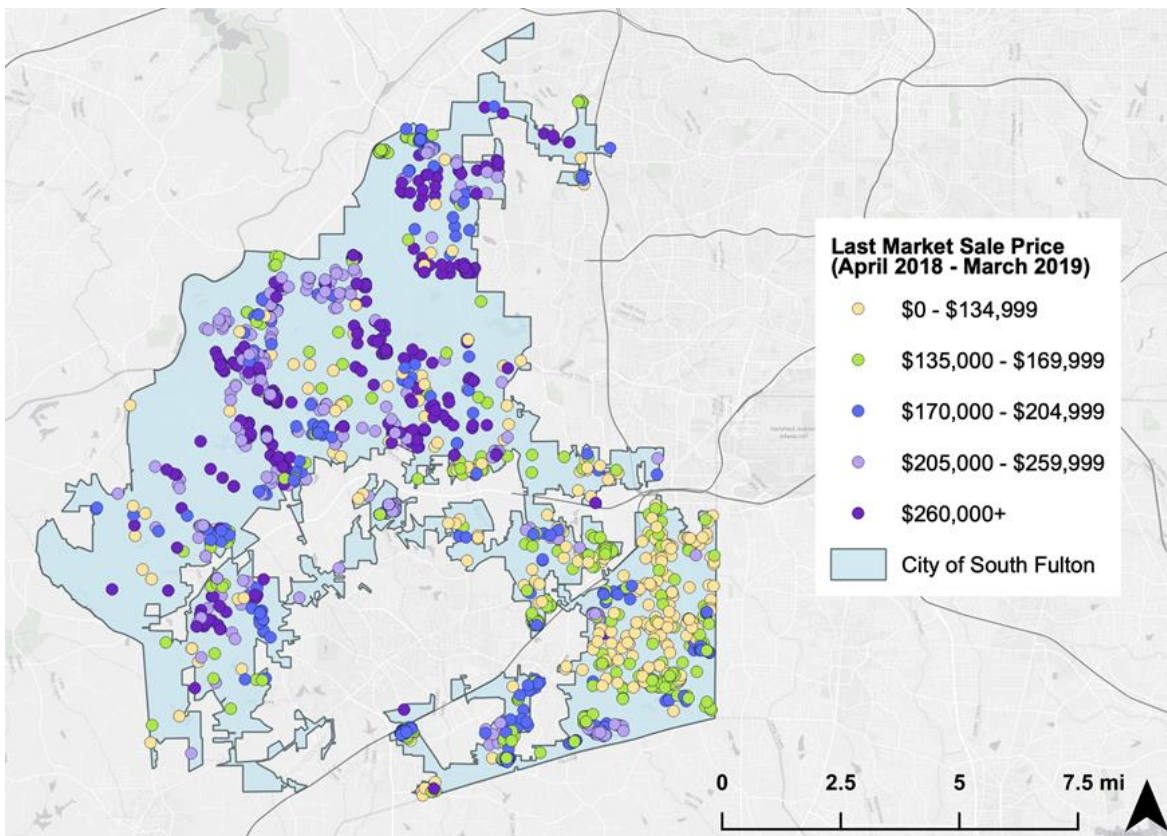 Last Market Sale Price
(April 2018 - March 2019)
$0 - $134,999
$135,000 - $169,999
$170,000 - $204,999
$205,000 - $259,999
$260,000+
City of South Fulton
0 2.5 5 7.5 mi